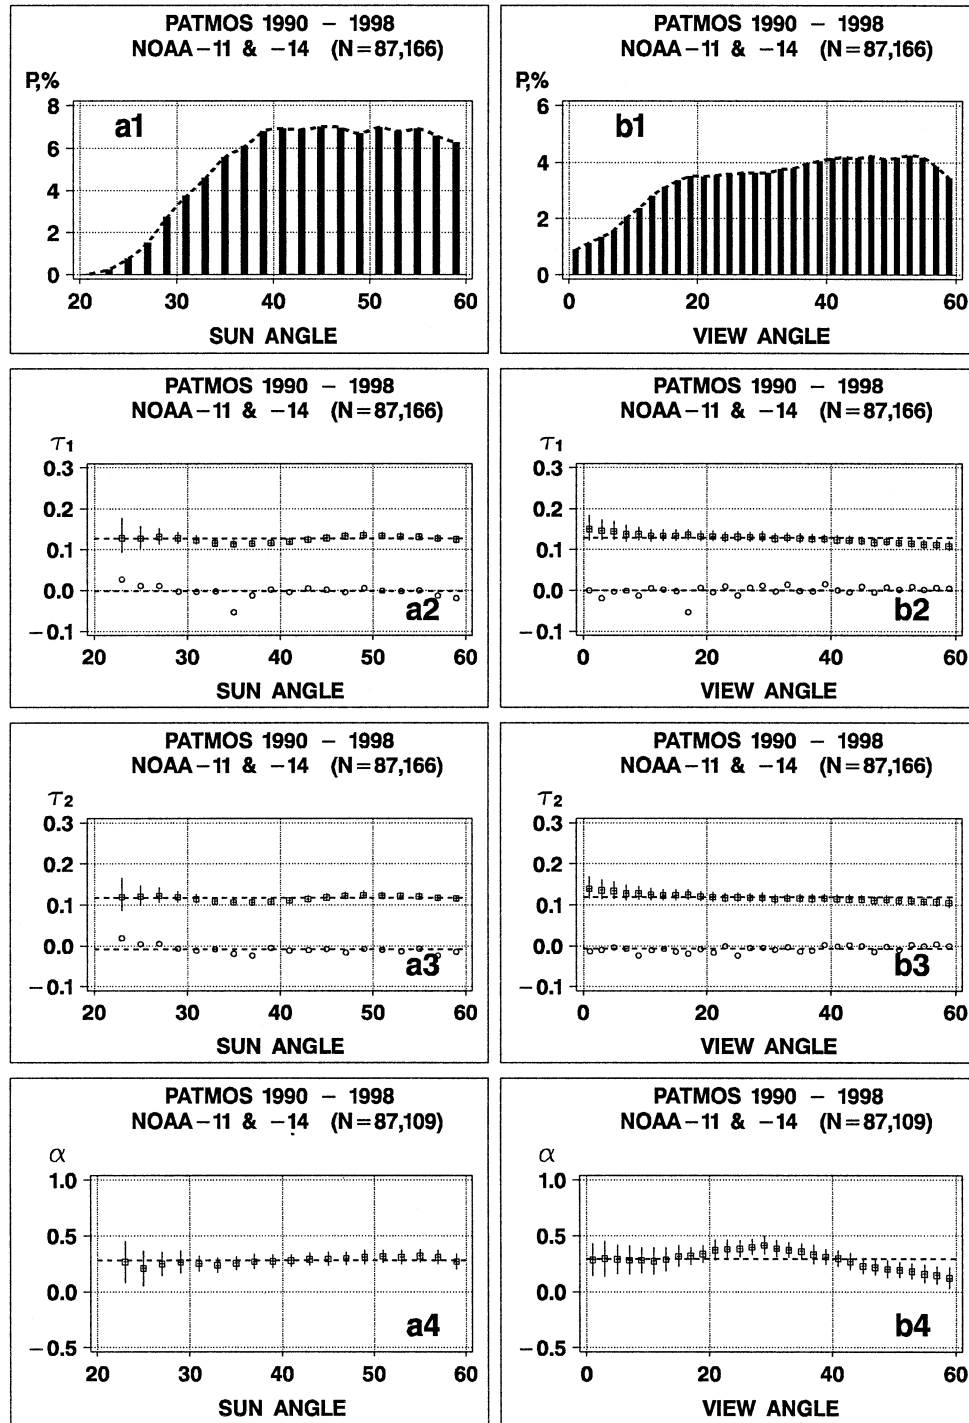 PATMOS 1990 – 1998
NOAA–11 & –14 (N=87,166)
P,%
a1
8
6
4
2
0
20 30 40 50 60
SUN ANGLE
PATMOS 1990 – 1998
NOAA–11 & –14 (N=87,166)
P,%
b1
6
4
2
0
0 20 40 60
VIEW ANGLE
PATMOS 1990 – 1998
NOAA–11 & –14 (N=87,166)
τ1
0.3
0.2
0.1
0.0
–0.1
a2
20 30 40 50 60
SUN ANGLE
PATMOS 1990 – 1998
NOAA–11 & –14 (N=87,166)
τ1
0.3
0.2
0.1
0.0
–0.1
b2
0 20 40 60
VIEW ANGLE
PATMOS 1990 – 1998
NOAA–11 & –14 (N=87,166)
τ2
0.3
0.2
0.1
0.0
–0.1
a3
20 30 40 50 60
SUN ANGLE
PATMOS 1990 – 1998
NOAA–11 & –14 (N=87,166)
τ2
0.3
0.2
0.1
0.0
–0.1
b3
0 20 40 60
VIEW ANGLE
PATMOS 1990 – 1998
NOAA–11 & –14 (N=87,109)
α
1.0
0.5
0.0
–0.5
a4
20 30 40 50 60
SUN ANGLE
PATMOS 1990 – 1998
NOAA–11 & –14 (N=87,109)
α
1.0
0.5
0.0
–0.5
b4
0 20 40 60
VIEW ANGLE